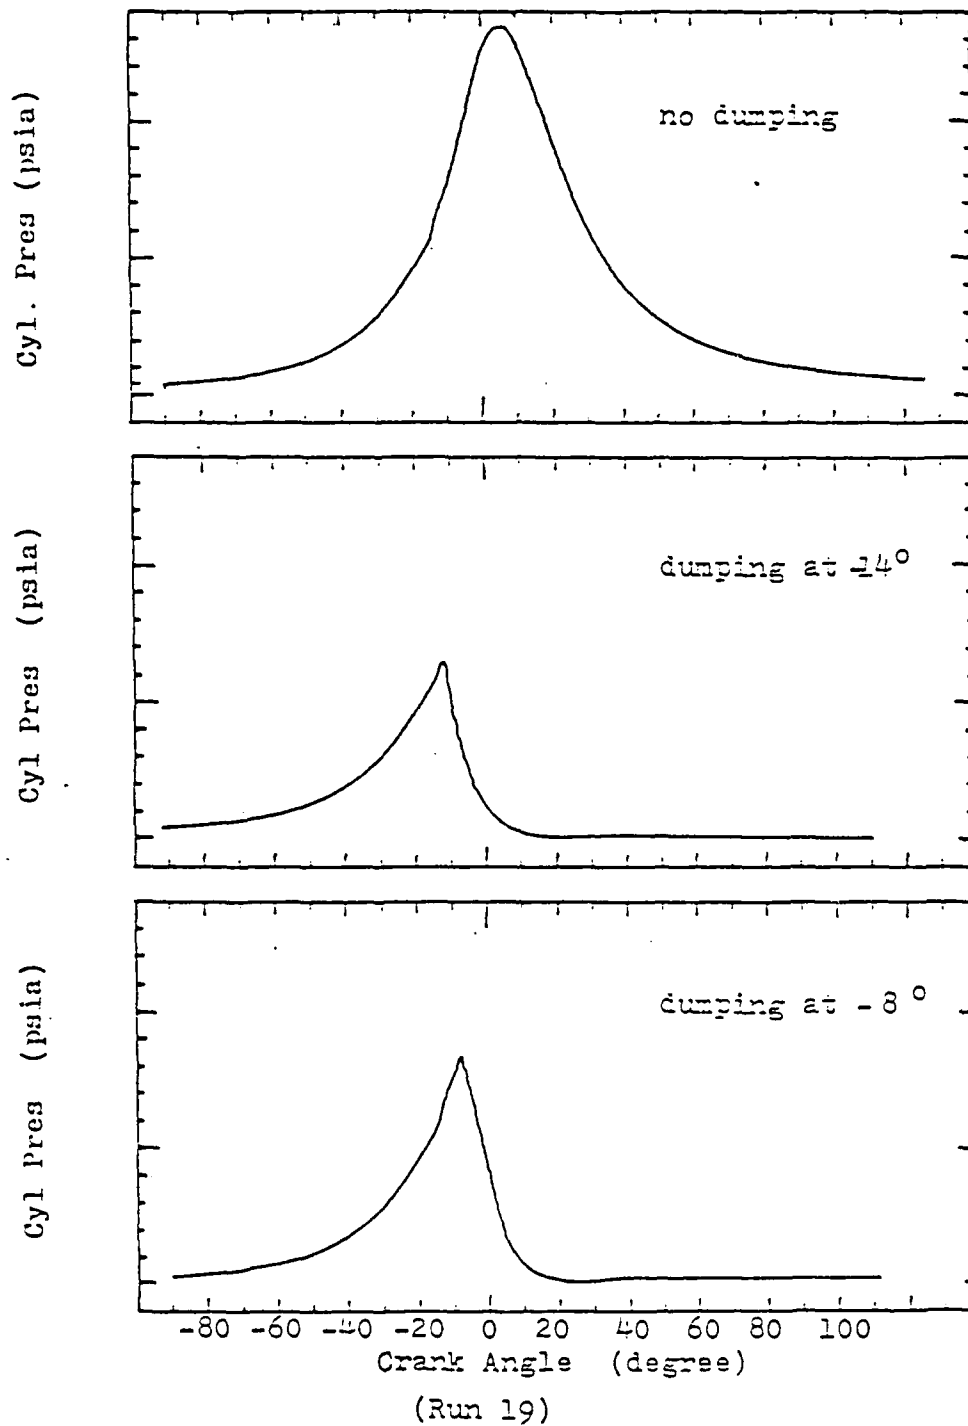 Cyl. Pres (psia)
no dumping
Cyl Pres (psia)
dumping at -14°
Cyl Pres (psia)
dumping at -8°
-80 -60 -40 -20 0 20 40 60 80 100
Crank Angle (degree)
(Run 19)